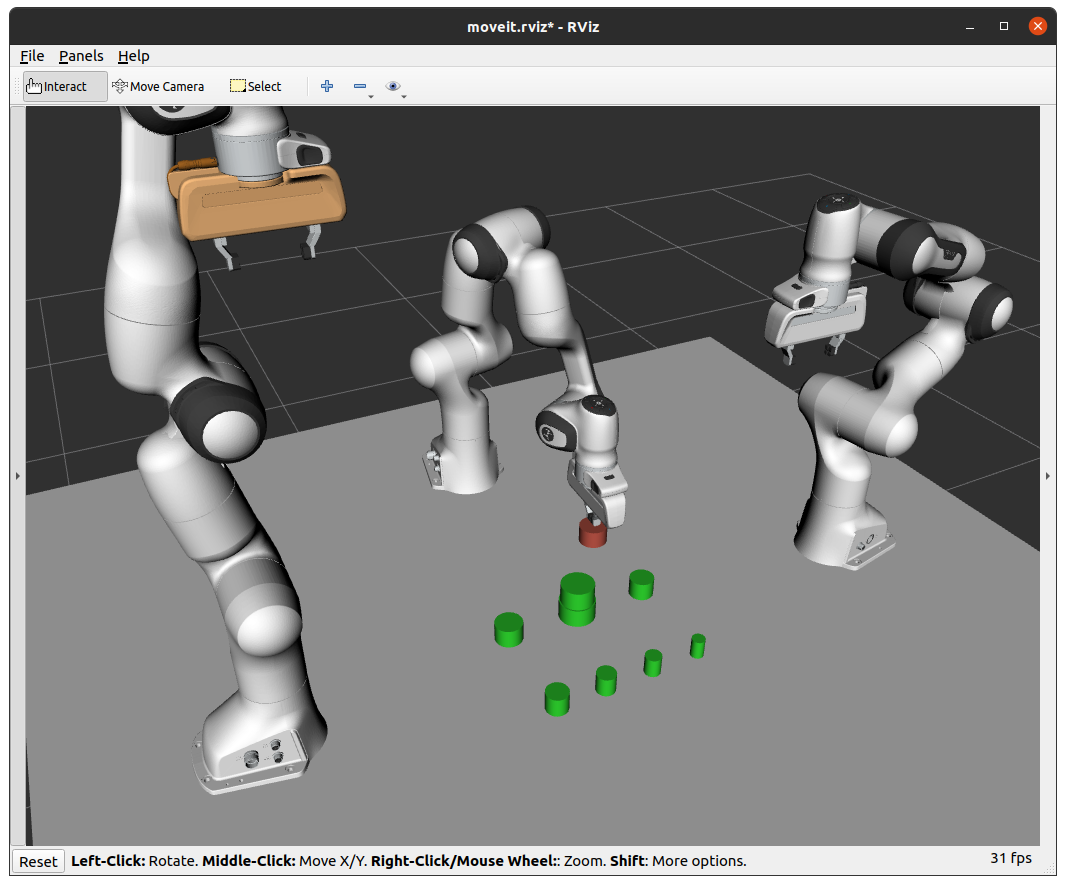 moveit.rviz* - RViz
File Panels Help
Interact Move Camera Select
Reset Left-Click: Rotate. Middle-Click: Move X/Y. Right-Click/Mouse Wheel:: Zoom. Shift: More options. 31 fps